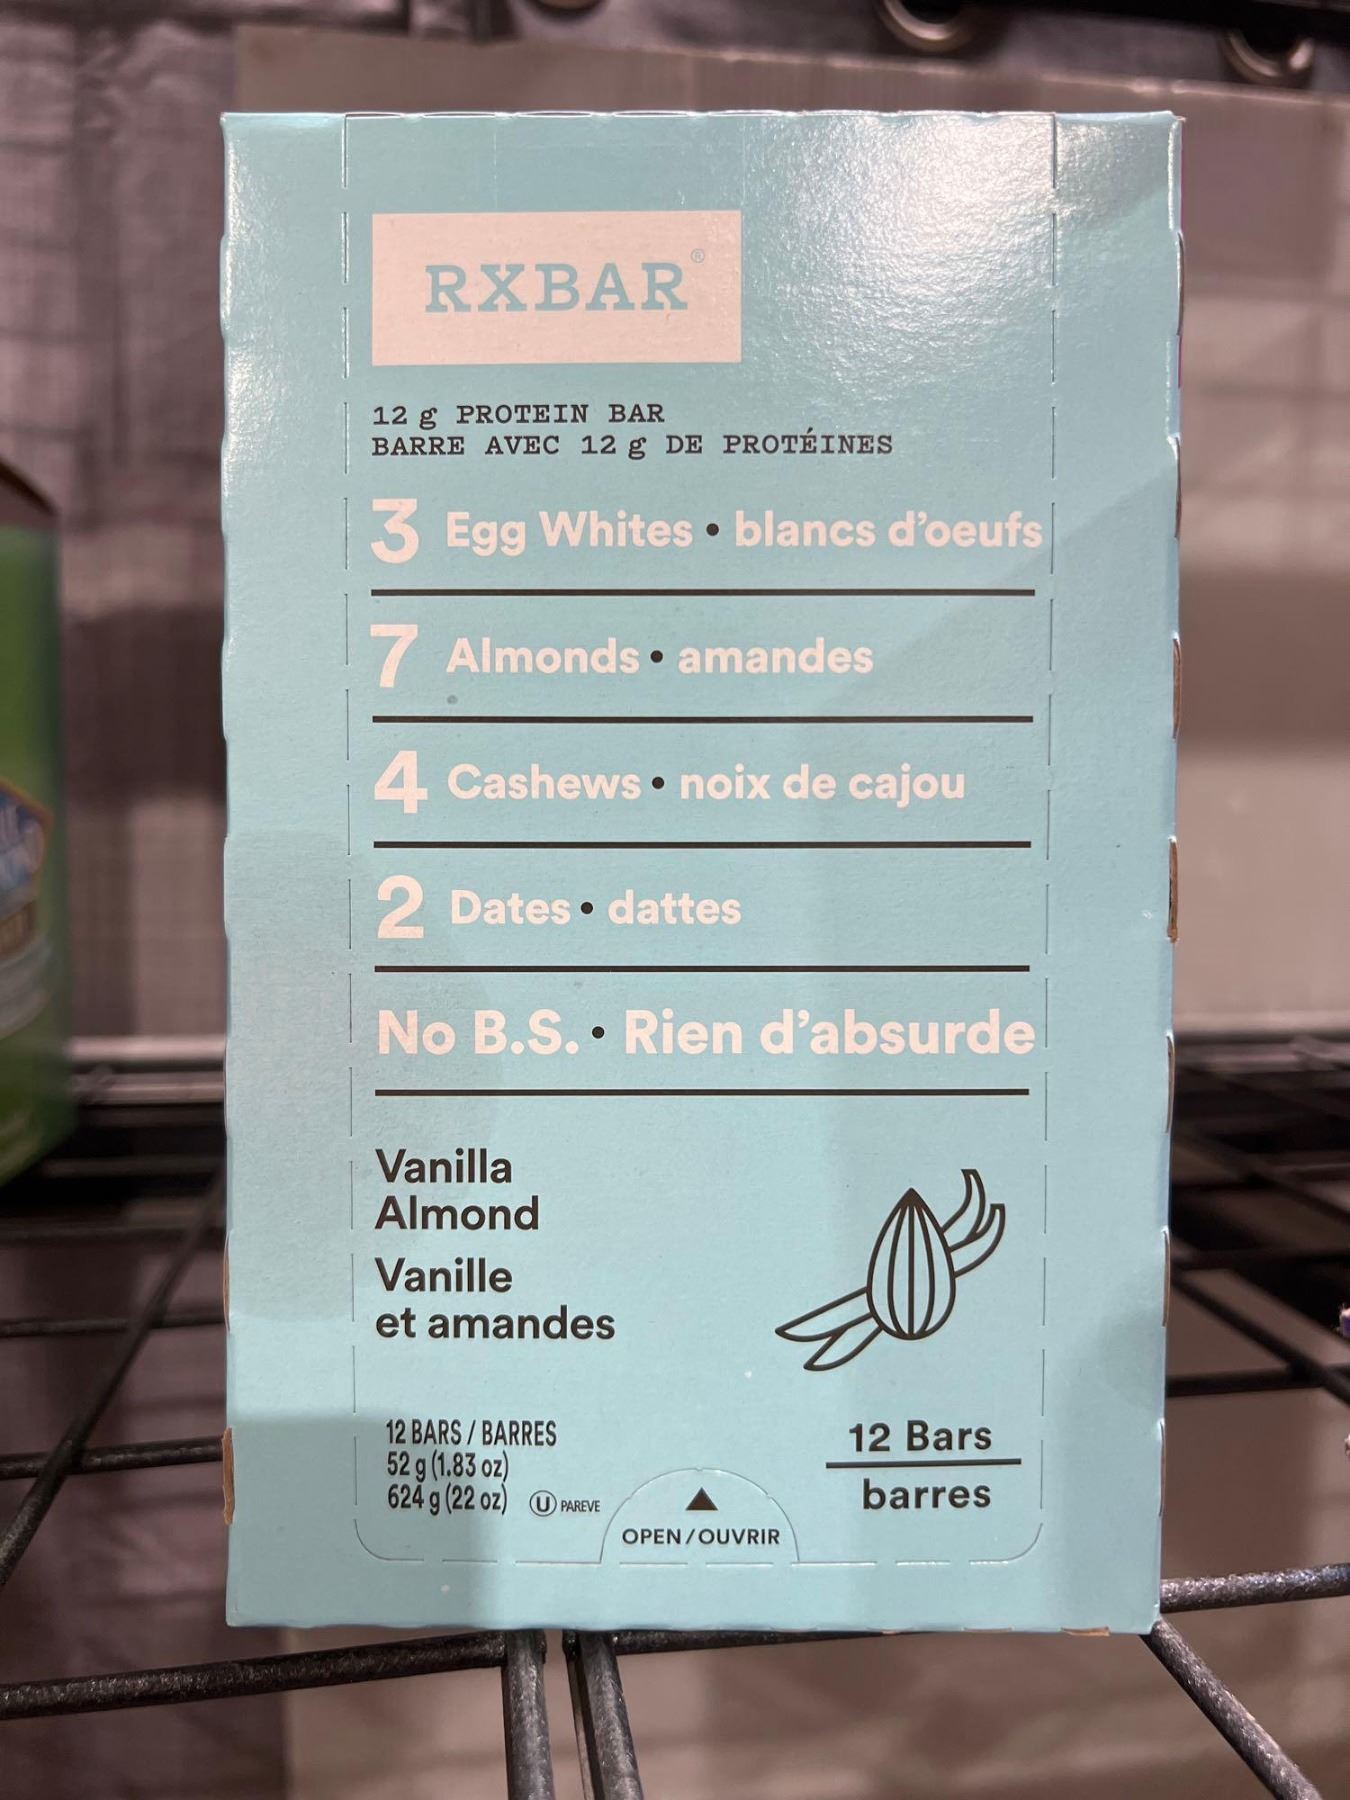 RXBAR®
12 g PROTEIN BAR
BARRE AVEC 12 g DE PROTÉINES
3 Egg Whites • blancs d'oeufs
7 Almonds • amandes
4 Cashews • noix de cajou
2 Dates • dattes
No B.S. • Rien d'absurde
Vanilla
Almond
Vanille
et amandes
12 BARS / BARRES
52 g (1.83 oz)
624 g (22 oz)
U PAREVE
OPEN/OUVRIR
12 Bars
barres